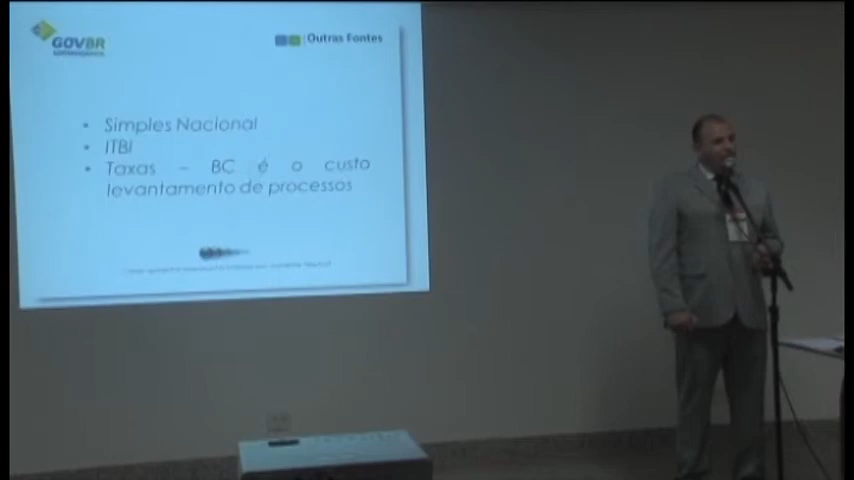 GOVBR
Outras Fontes
• Simples Nacional
• ITBI
• Taxas – BC é o custo
levantamento de processos